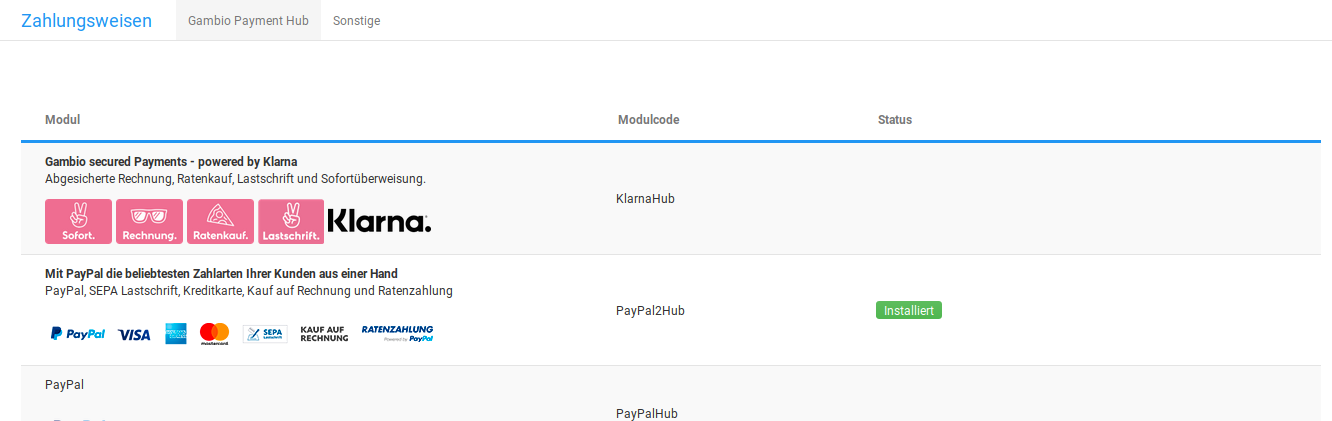 Zahlungsweisen Gambio Payment Hub Sonstige
Modul Modulcode Status
Gambio secured Payments - powered by Klarna
Abgesicherte Rechnung, Ratenkauf, Lastschrift und Sofortüberweisung.
KlarnaHub
Sofort. Rechnung. Ratenkauf. Lastschrift. Klarna.
Mit PayPal die beliebtesten Zahlarten Ihrer Kunden aus einer Hand
PayPal, SEPA Lastschrift, Kreditkarte, Kauf auf Rechnung und Ratenzahlung
PayPal2Hub Installiert
PayPal VISA mastercard SEPA Lastschrift KAUF AUF RECHNUNG RATENZAHLUNG Powered by PayPal
PayPal
PayPalHub